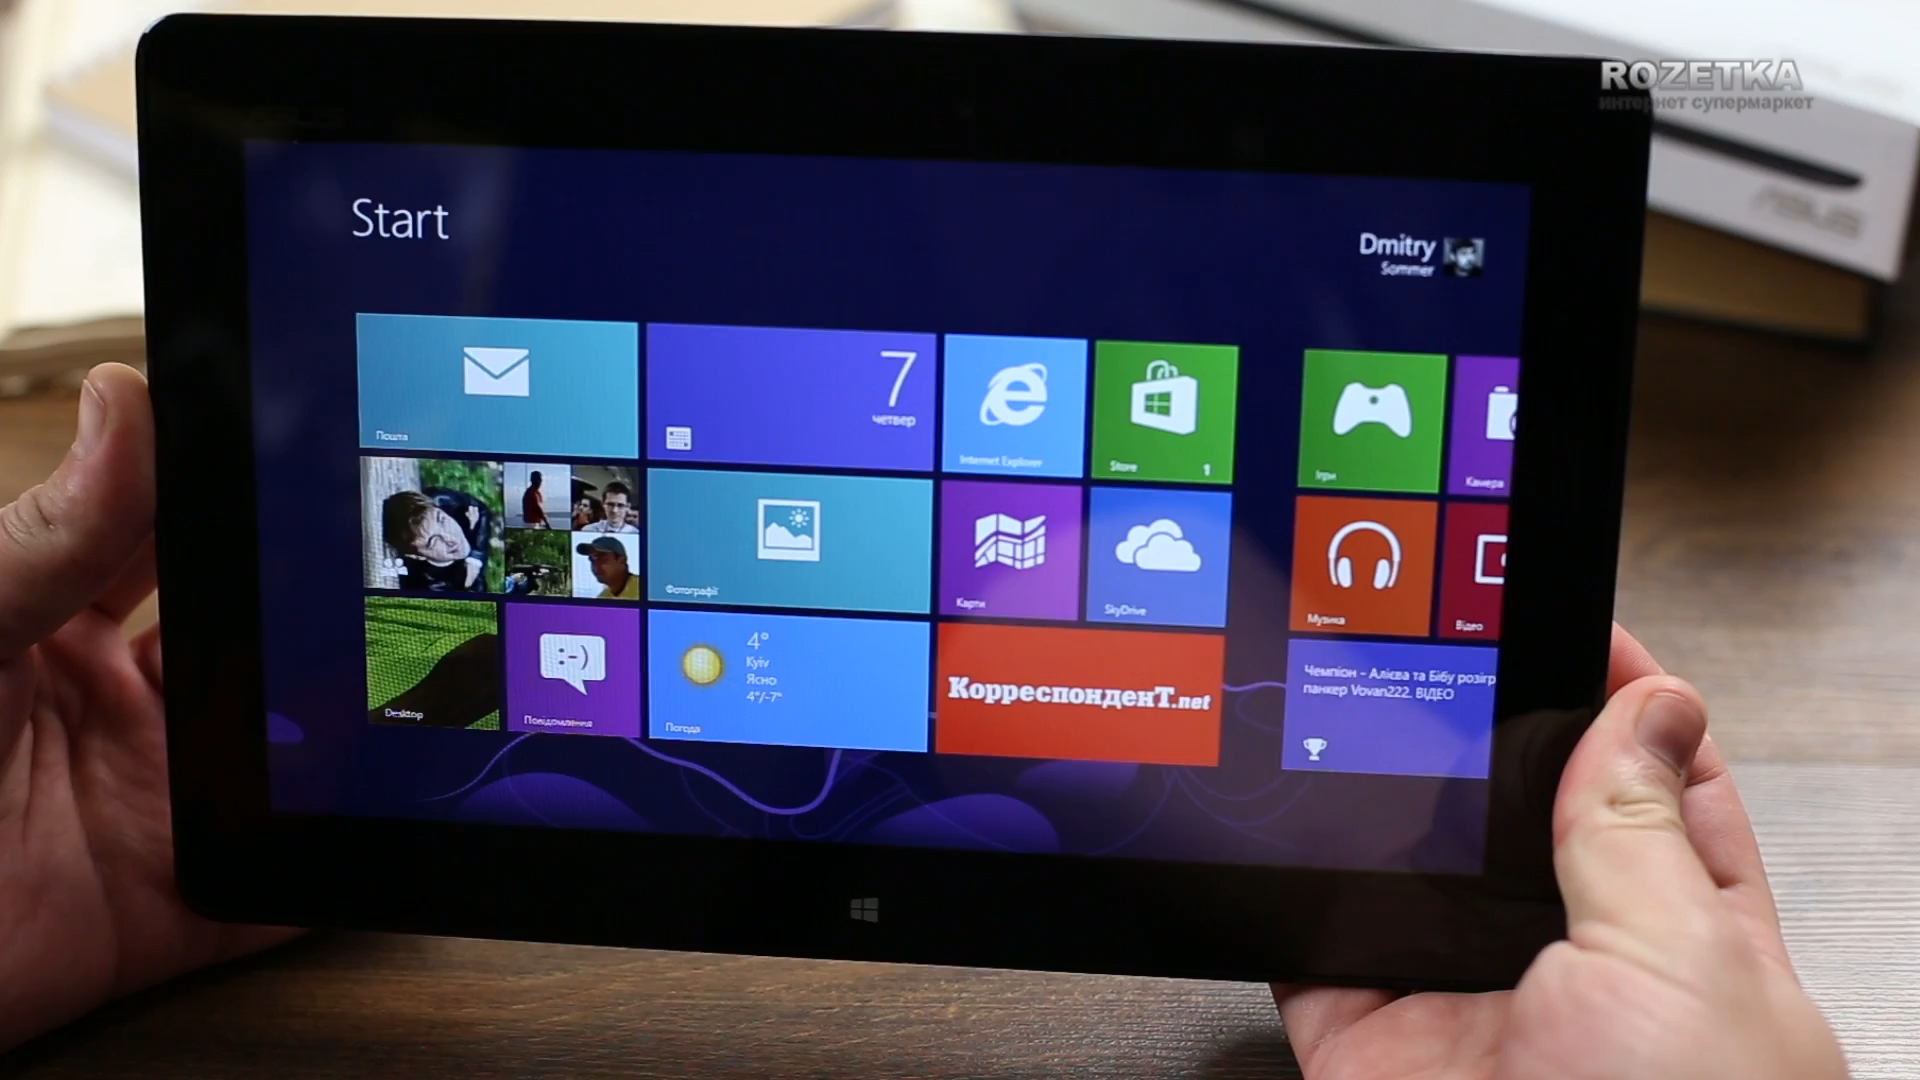 ROZETKA
интернет супермаркет
ASUS
Start
Dmitry
Sommer
Пошта
7
четвер
Internet Explorer
Store 1
Ігри
Камера
Фотографії
Карти
SkyDrive
Музика
Відео
Desktop
Повідомлення
4°
Kyiv
Ясно
4°/-7°
Погода
КорреспонденТ.net
Чемпіон - Алієва та Бібу розігр
панкер Vovan222. ВІДЕО